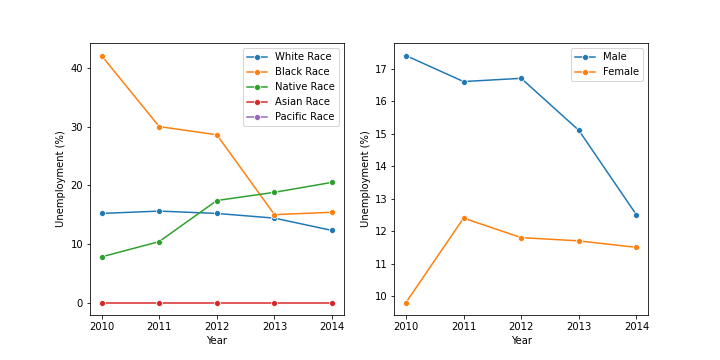 White Race
Black Race
Native Race
Asian Race
Pacific Race
40
30
20
10
0
Unemployment (%)
2010 2011 2012 2013 2014
Year
Male
Female
17
16
15
14
13
12
11
10
Unemployment (%)
2010 2011 2012 2013 2014
Year